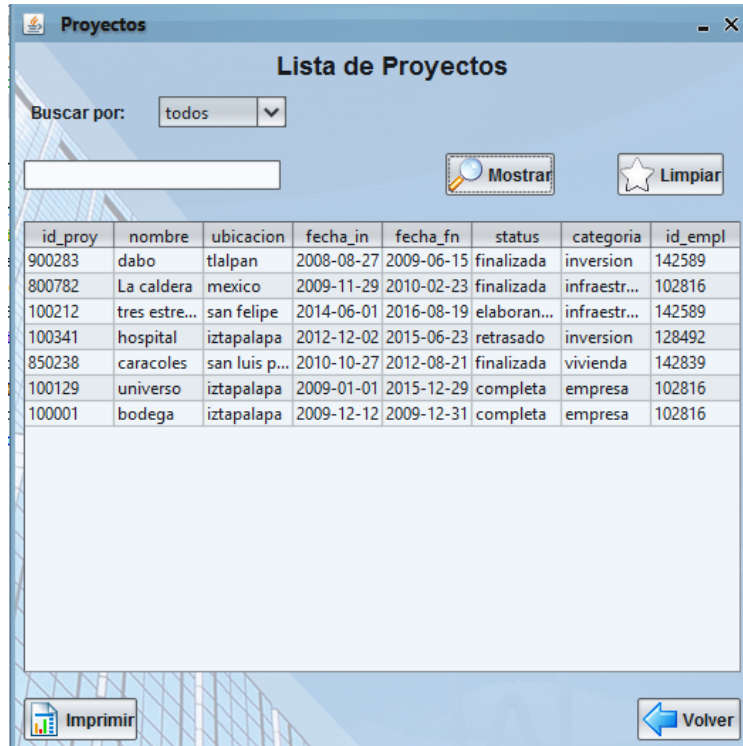 Proyectos
Lista de Proyectos
Buscar por: todos
Mostrar Limpiar
id_proy nombre ubicacion fecha_in fecha_fn status categoria id_empl
900283 dabo tlalpan 2008-08-27 2009-06-15 finalizada inversion 142589
800782 La caldera mexico 2009-11-29 2010-02-23 finalizada infraestr... 102816
100212 tres estre... san felipe 2014-06-01 2016-08-19 elaboran... infraestr... 142589
100341 hospital iztapalapa 2012-12-02 2015-06-23 retrasado inversion 128492
850238 caracoles san luis p... 2010-10-27 2012-08-21 finalizada vivienda 142839
100129 universo iztapalapa 2009-01-01 2015-12-29 completa empresa 102816
100001 bodega iztapalapa 2009-12-12 2009-12-31 completa empresa 102816
Imprimir Volver